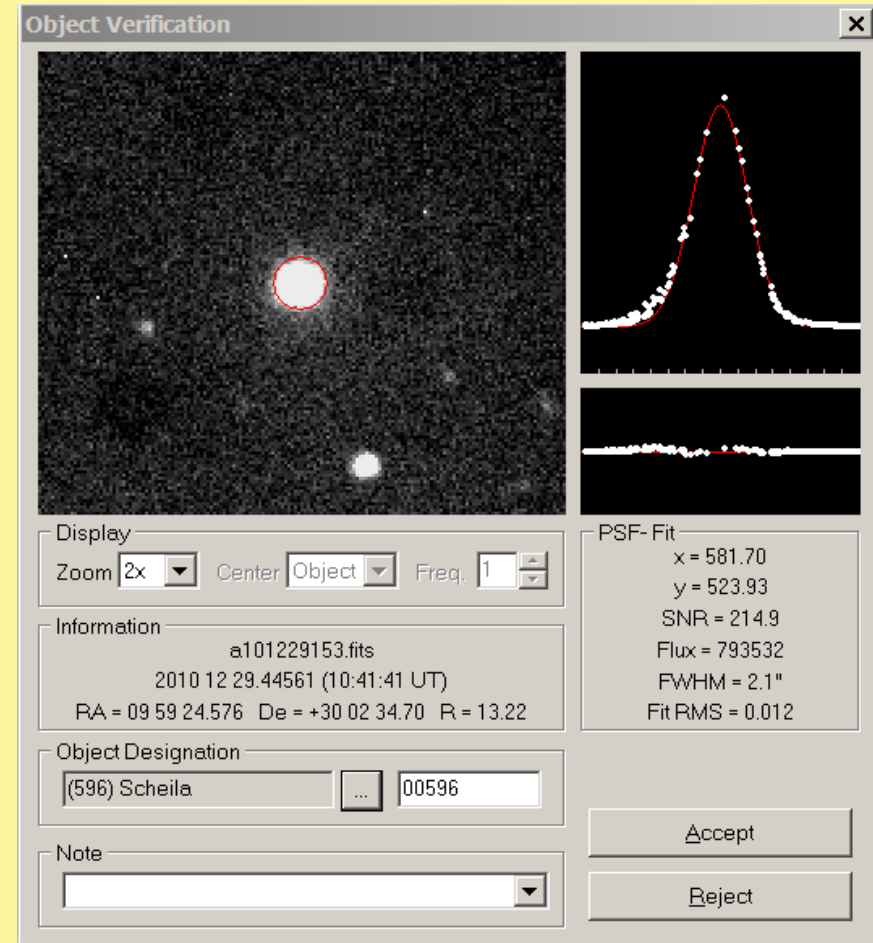 Object Verification
Display
Zoom 2x Center Object Freq. 1
Information
a101229153.fits
2010 12 29.44561 (10:41:41 UT)
RA = 09 59 24.576 De = +30 02 34.70 R = 13.22
Object Designation
(596) Scheila ... 00596
Note
PSF- Fit
x = 581.70
y = 523.93
SNR = 214.9
Flux = 793532
FWHM = 2.1"
Fit RMS = 0.012
Accept
Reject